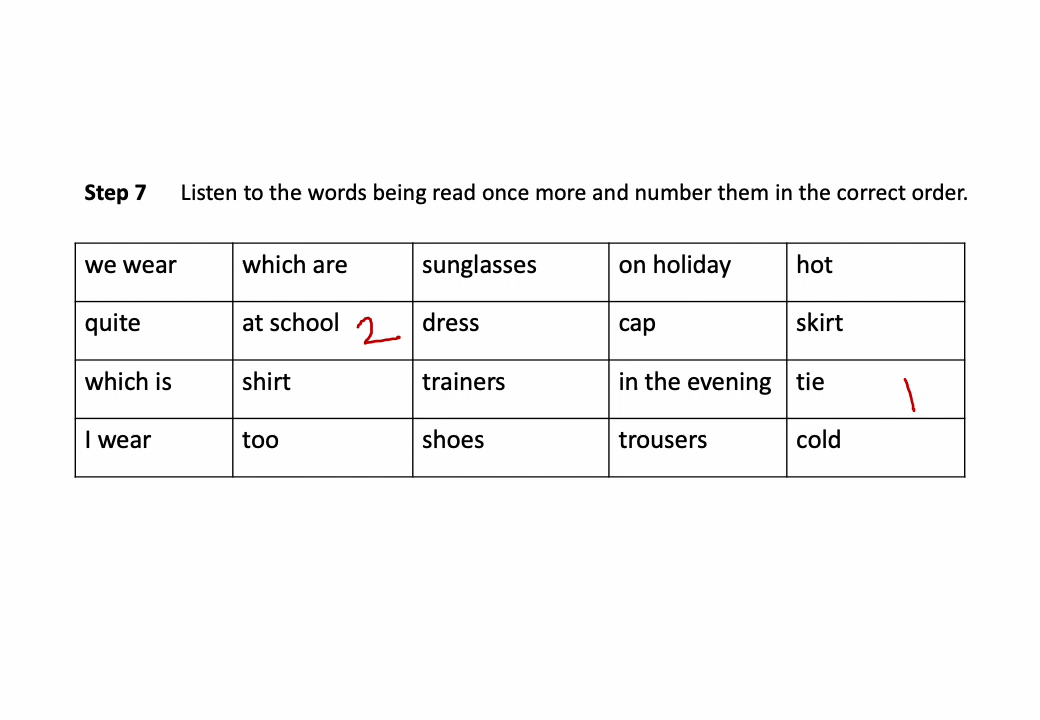 Step 7 Listen to the words being read once more and number them in the correct order.
we wear which are sunglasses on holiday hot
quite at school 2 dress cap skirt
which is shirt trainers in the evening tie 1
I wear too shoes trousers cold